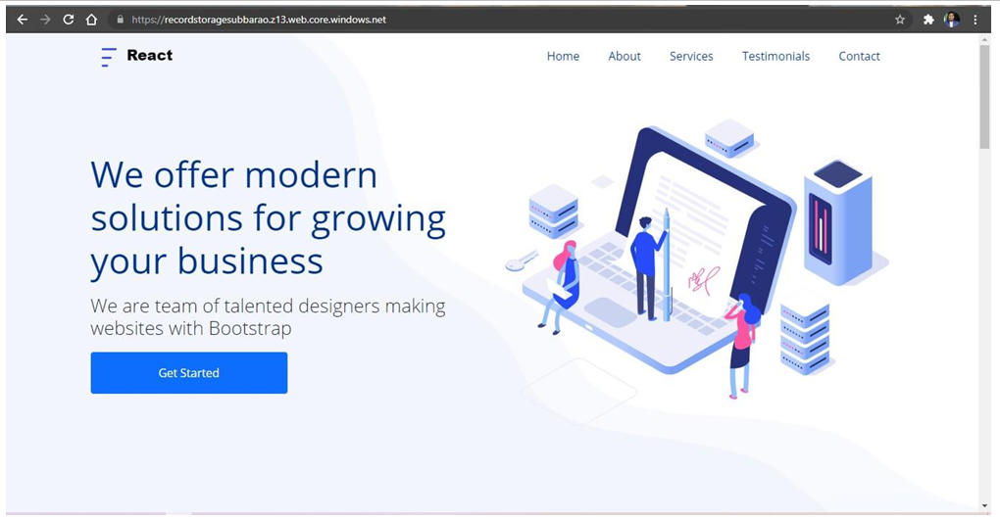 https://recordstoragesubbarao.z13.web.core.windows.net
React
Home About Services Testimonials Contact
We offer modern
solutions for growing
your business
We are team of talented designers making
websites with Bootstrap
Get Started